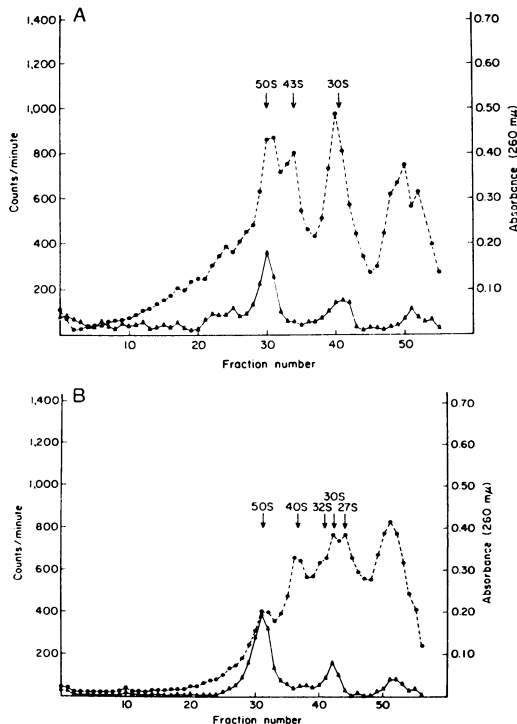 A
1,400
1,200
1,000
800
600
400
200
Counts/minute
50S 43S 30S
0.70
0.60
0.50
0.40
0.30
0.20
0.10
Absorbance (260 mμ)
10 20 30 40 50
Fraction number
B
1,400
1,200
1,000
800
600
400
200
Counts/minute
50S 40S 32S 30S 27S
0.70
0.60
0.50
0.40
0.30
0.20
0.10
Absorbance (260 mμ)
10 20 30 40 50
Fraction number